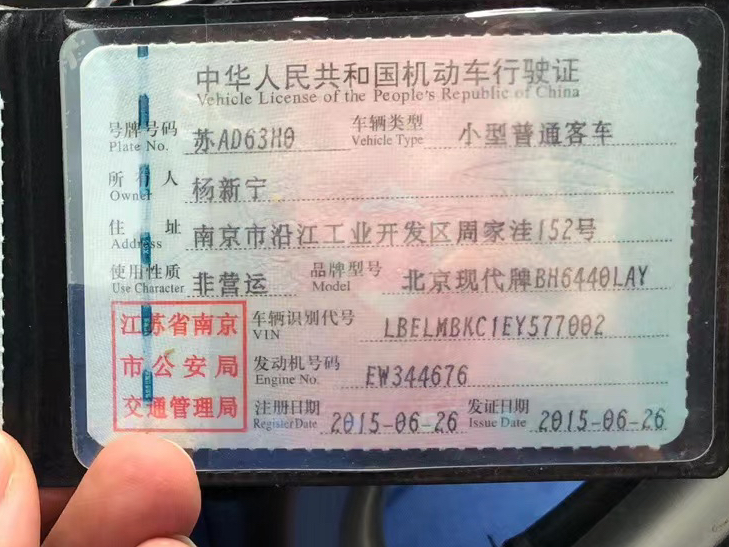 中华人民共和国机动车行驶证
Vehicle License of the People's Republic of China
号牌号码 苏AD63H0 车辆类型 小型普通客车
Plate No. Vehicle Type
所有人 杨新宁
Owner
住址 南京市沿江工业开发区周家洼152号
Address
使用性质 非营运 品牌型号 北京现代牌BH6440LAY
Use Character Model
江苏省南京 车辆识别代号 LBELMBKC1EY577002
VIN
市公安局 发动机号码 EW344676
Engine No.
交通管理局 注册日期 2015-06-26 发证日期 2015-06-26
Register Date Issue Date